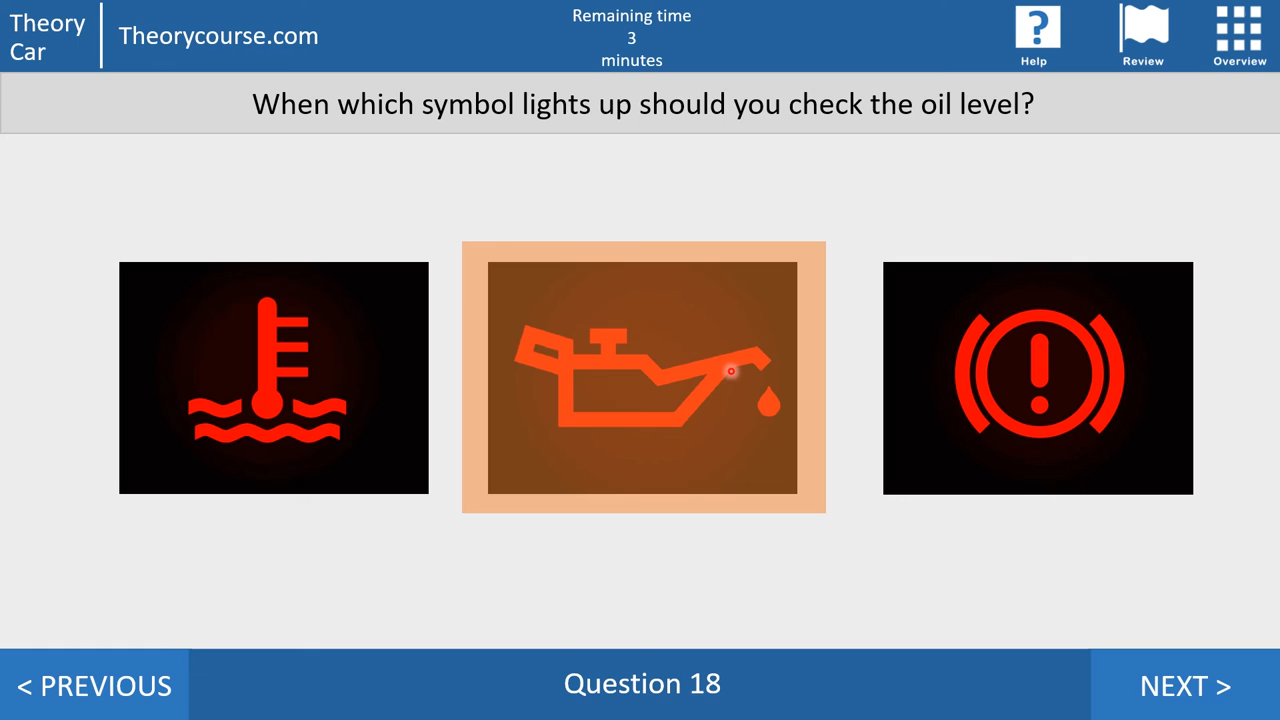 Theory
Car
Theorycourse.com
Remaining time
3
minutes
?
Help
Review
Overview
When which symbol lights up should you check the oil level?
!
< PREVIOUS
Question 18
NEXT >